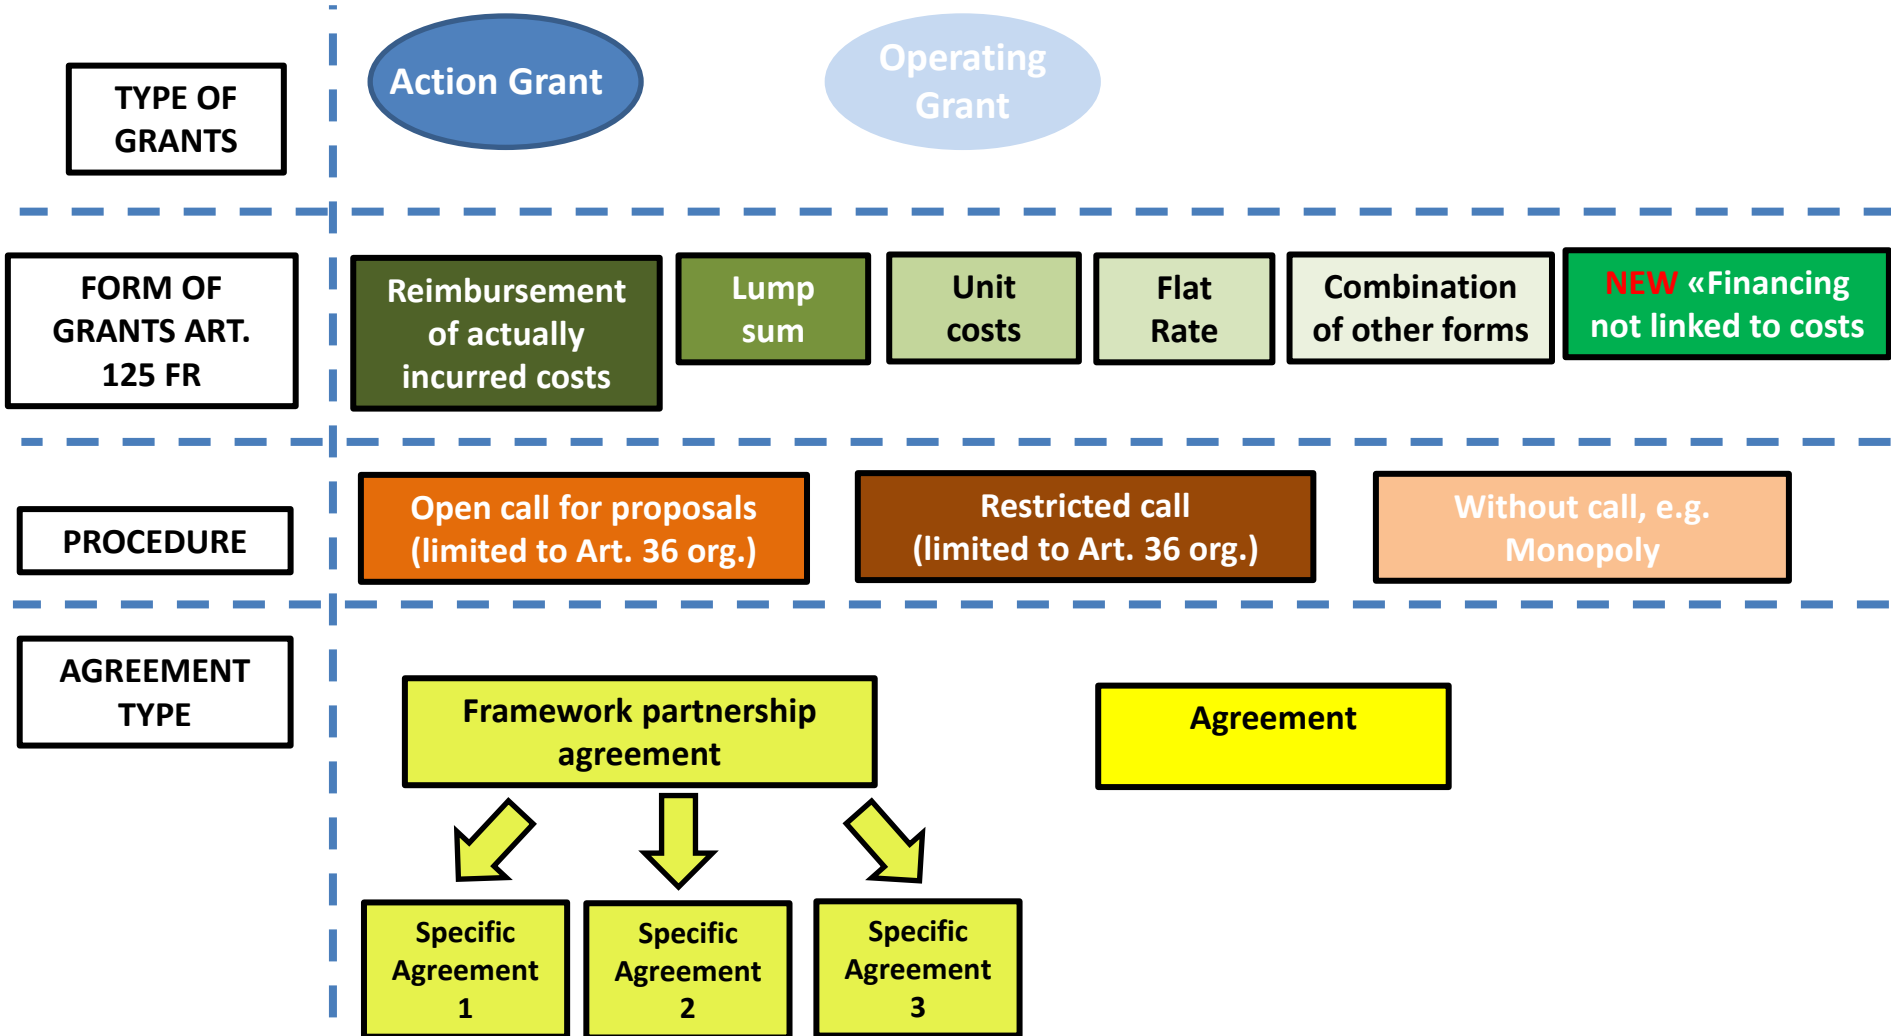 TYPE OF
GRANTS
Action Grant
Operating
Grant
FORM OF
GRANTS ART.
125 FR
Reimbursement
of actually
incurred costs
Lump
sum
Unit
costs
Flat
Rate
Combination
of other forms
NEW «Financing
not linked to costs
PROCEDURE
Open call for proposals
(limited to Art. 36 org.)
Restricted call
(limited to Art. 36 org.)
Without call, e.g.
Monopoly
AGREEMENT
TYPE
Framework partnership
agreement
Agreement
Specific
Agreement
1
Specific
Agreement
2
Specific
Agreement
3